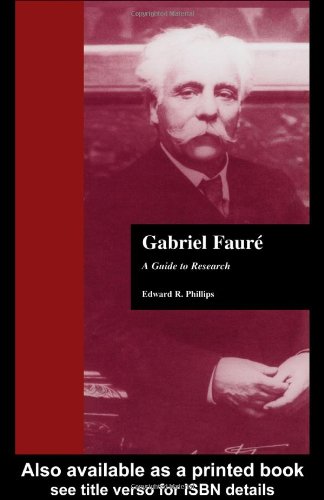 Gabriel Fauré
A Guide to Research
Edward R. Phillips
Also available as a printed book
see title verso for ISBN details